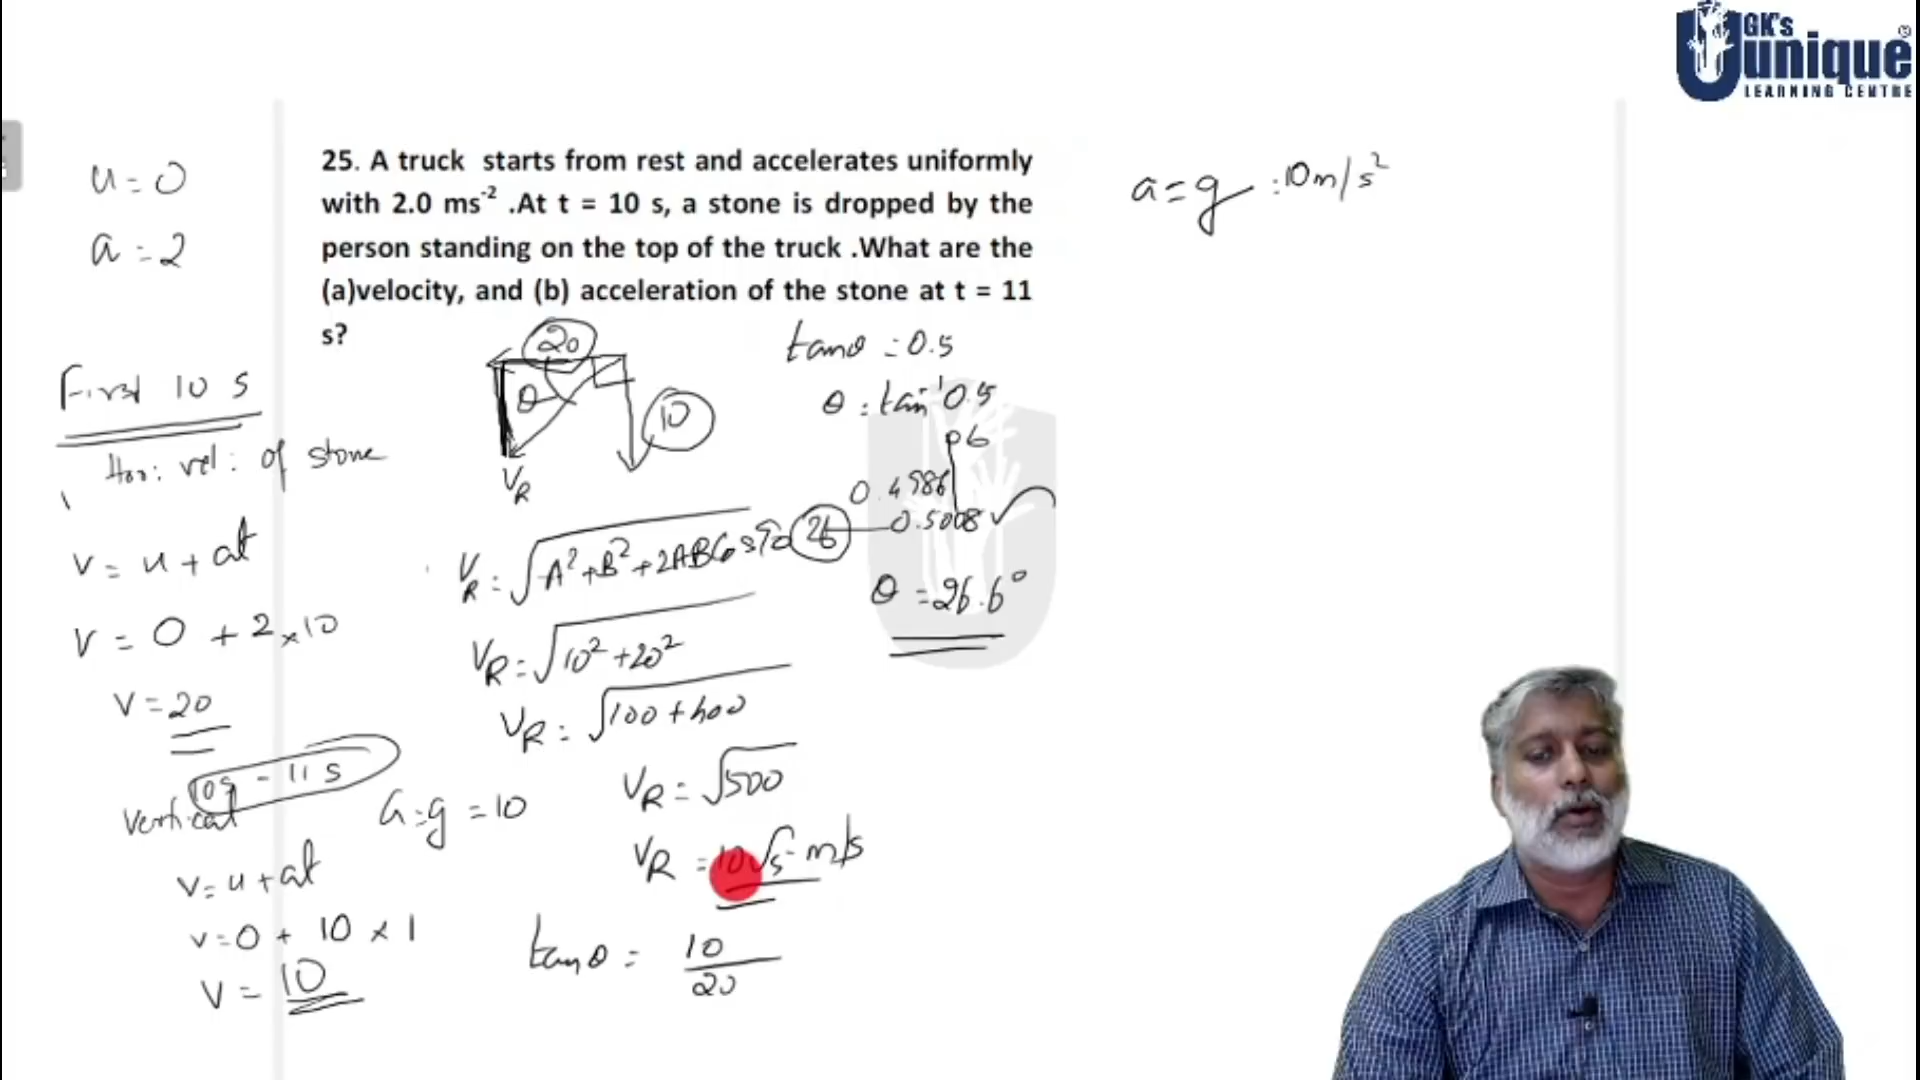 GK's
unique
LEARNING CENTRE
25. A truck starts from rest and accelerates uniformly
with 2.0 ms⁻² .At t = 10 s, a stone is dropped by the
person standing on the top of the truck .What are the
(a)velocity, and (b) acceleration of the stone at t = 11
s?
u = 0
a = 2
First 10 s
Hor: vel: of stone
v = u + at
v = 0 + 2 × 10
v = 20
10s - 11 s
Vertical
a = g = 10
v = u + at
v = 0 + 10 × 1
v = 10
20
θ
10
V_R
V_R = √A² + B² + 2AB Cos 90
V_R = √10² + 20²
V_R = √100 + 400
V_R = √500
V_R = 10√5 m/s
tanθ = 10/20
tanθ = 0.5
θ = tan⁻¹ 0.5
0.4986
26 0.5008
θ = 26.6°
a = g = 10 m/s²